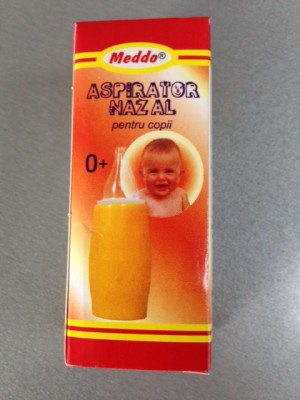 Meddo®
ASPIRATOR
NAZAL
pentru copii
0+